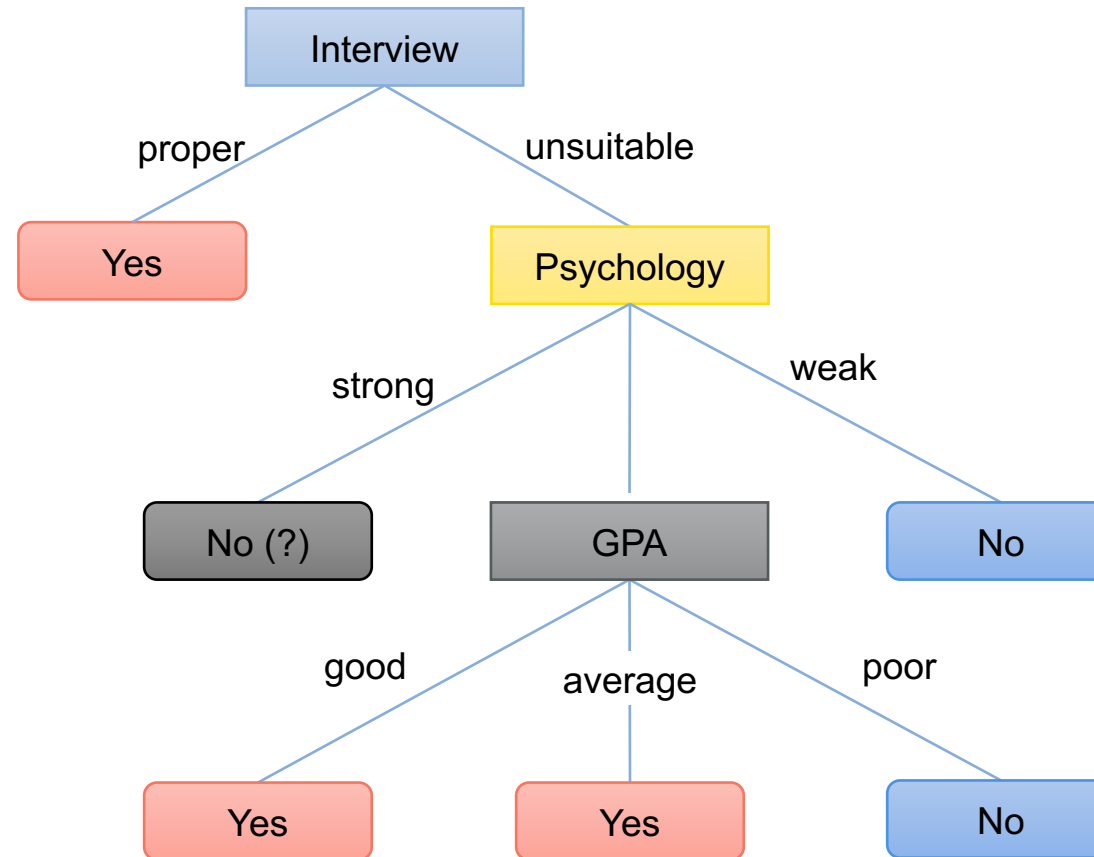 Interview
proper
unsuitable
Yes
Psychology
strong
weak
No (?)
GPA
No
good
average
poor
Yes
Yes
No